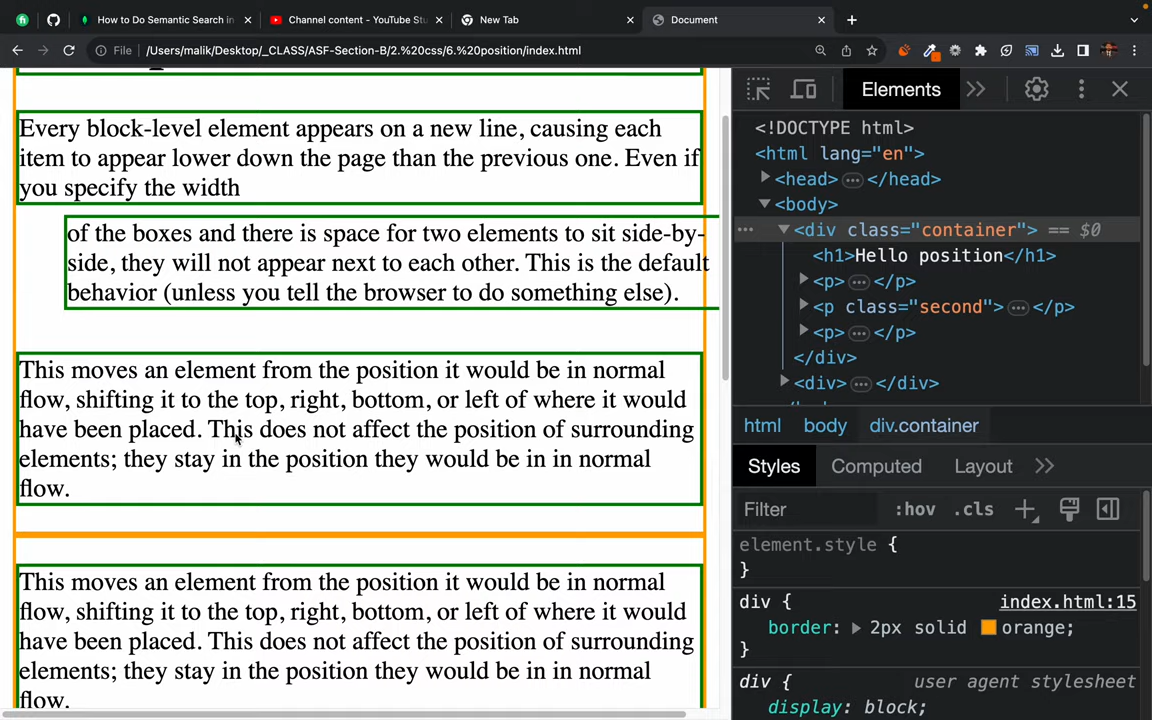 How to Do Semantic Search in
Channel content - YouTube Stu
New Tab
Document
File
/Users/malik/Desktop/_CLASS/ASF-Section-B/2.%20css/6.%20position/index.html
Every block-level element appears on a new line, causing each
item to appear lower down the page than the previous one. Even if
you specify the width
of the boxes and there is space for two elements to sit side-by-
side, they will not appear next to each other. This is the default
behavior (unless you tell the browser to do something else).
This moves an element from the position it would be in normal
flow, shifting it to the top, right, bottom, or left of where it would
have been placed. This does not affect the position of surrounding
elements; they stay in the position they would be in in normal
flow.
This moves an element from the position it would be in normal
flow, shifting it to the top, right, bottom, or left of where it would
have been placed. This does not affect the position of surrounding
elements; they stay in the position they would be in in normal
flow.
Elements
<!DOCTYPE html>
<html lang="en">
<head> ••• </head>
<body>
••• <div class="container"> == $0
<h1>Hello position</h1>
<p> ••• </p>
<p class="second"> ••• </p>
<p> ••• </p>
</div>
<div> ••• </div>
html body div.container
Styles Computed Layout
Filter :hov .cls
element.style {
}
div { index.html:15
border: 2px solid orange;
}
div { user agent stylesheet
display: block;